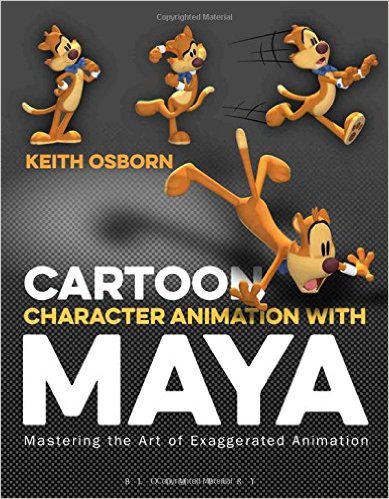 Copyrighted Material
KEITH OSBORN
CARTOON
CHARACTER ANIMATION WITH
MAYA
Mastering the Art of Exaggerated Animation
Copyrighted Material